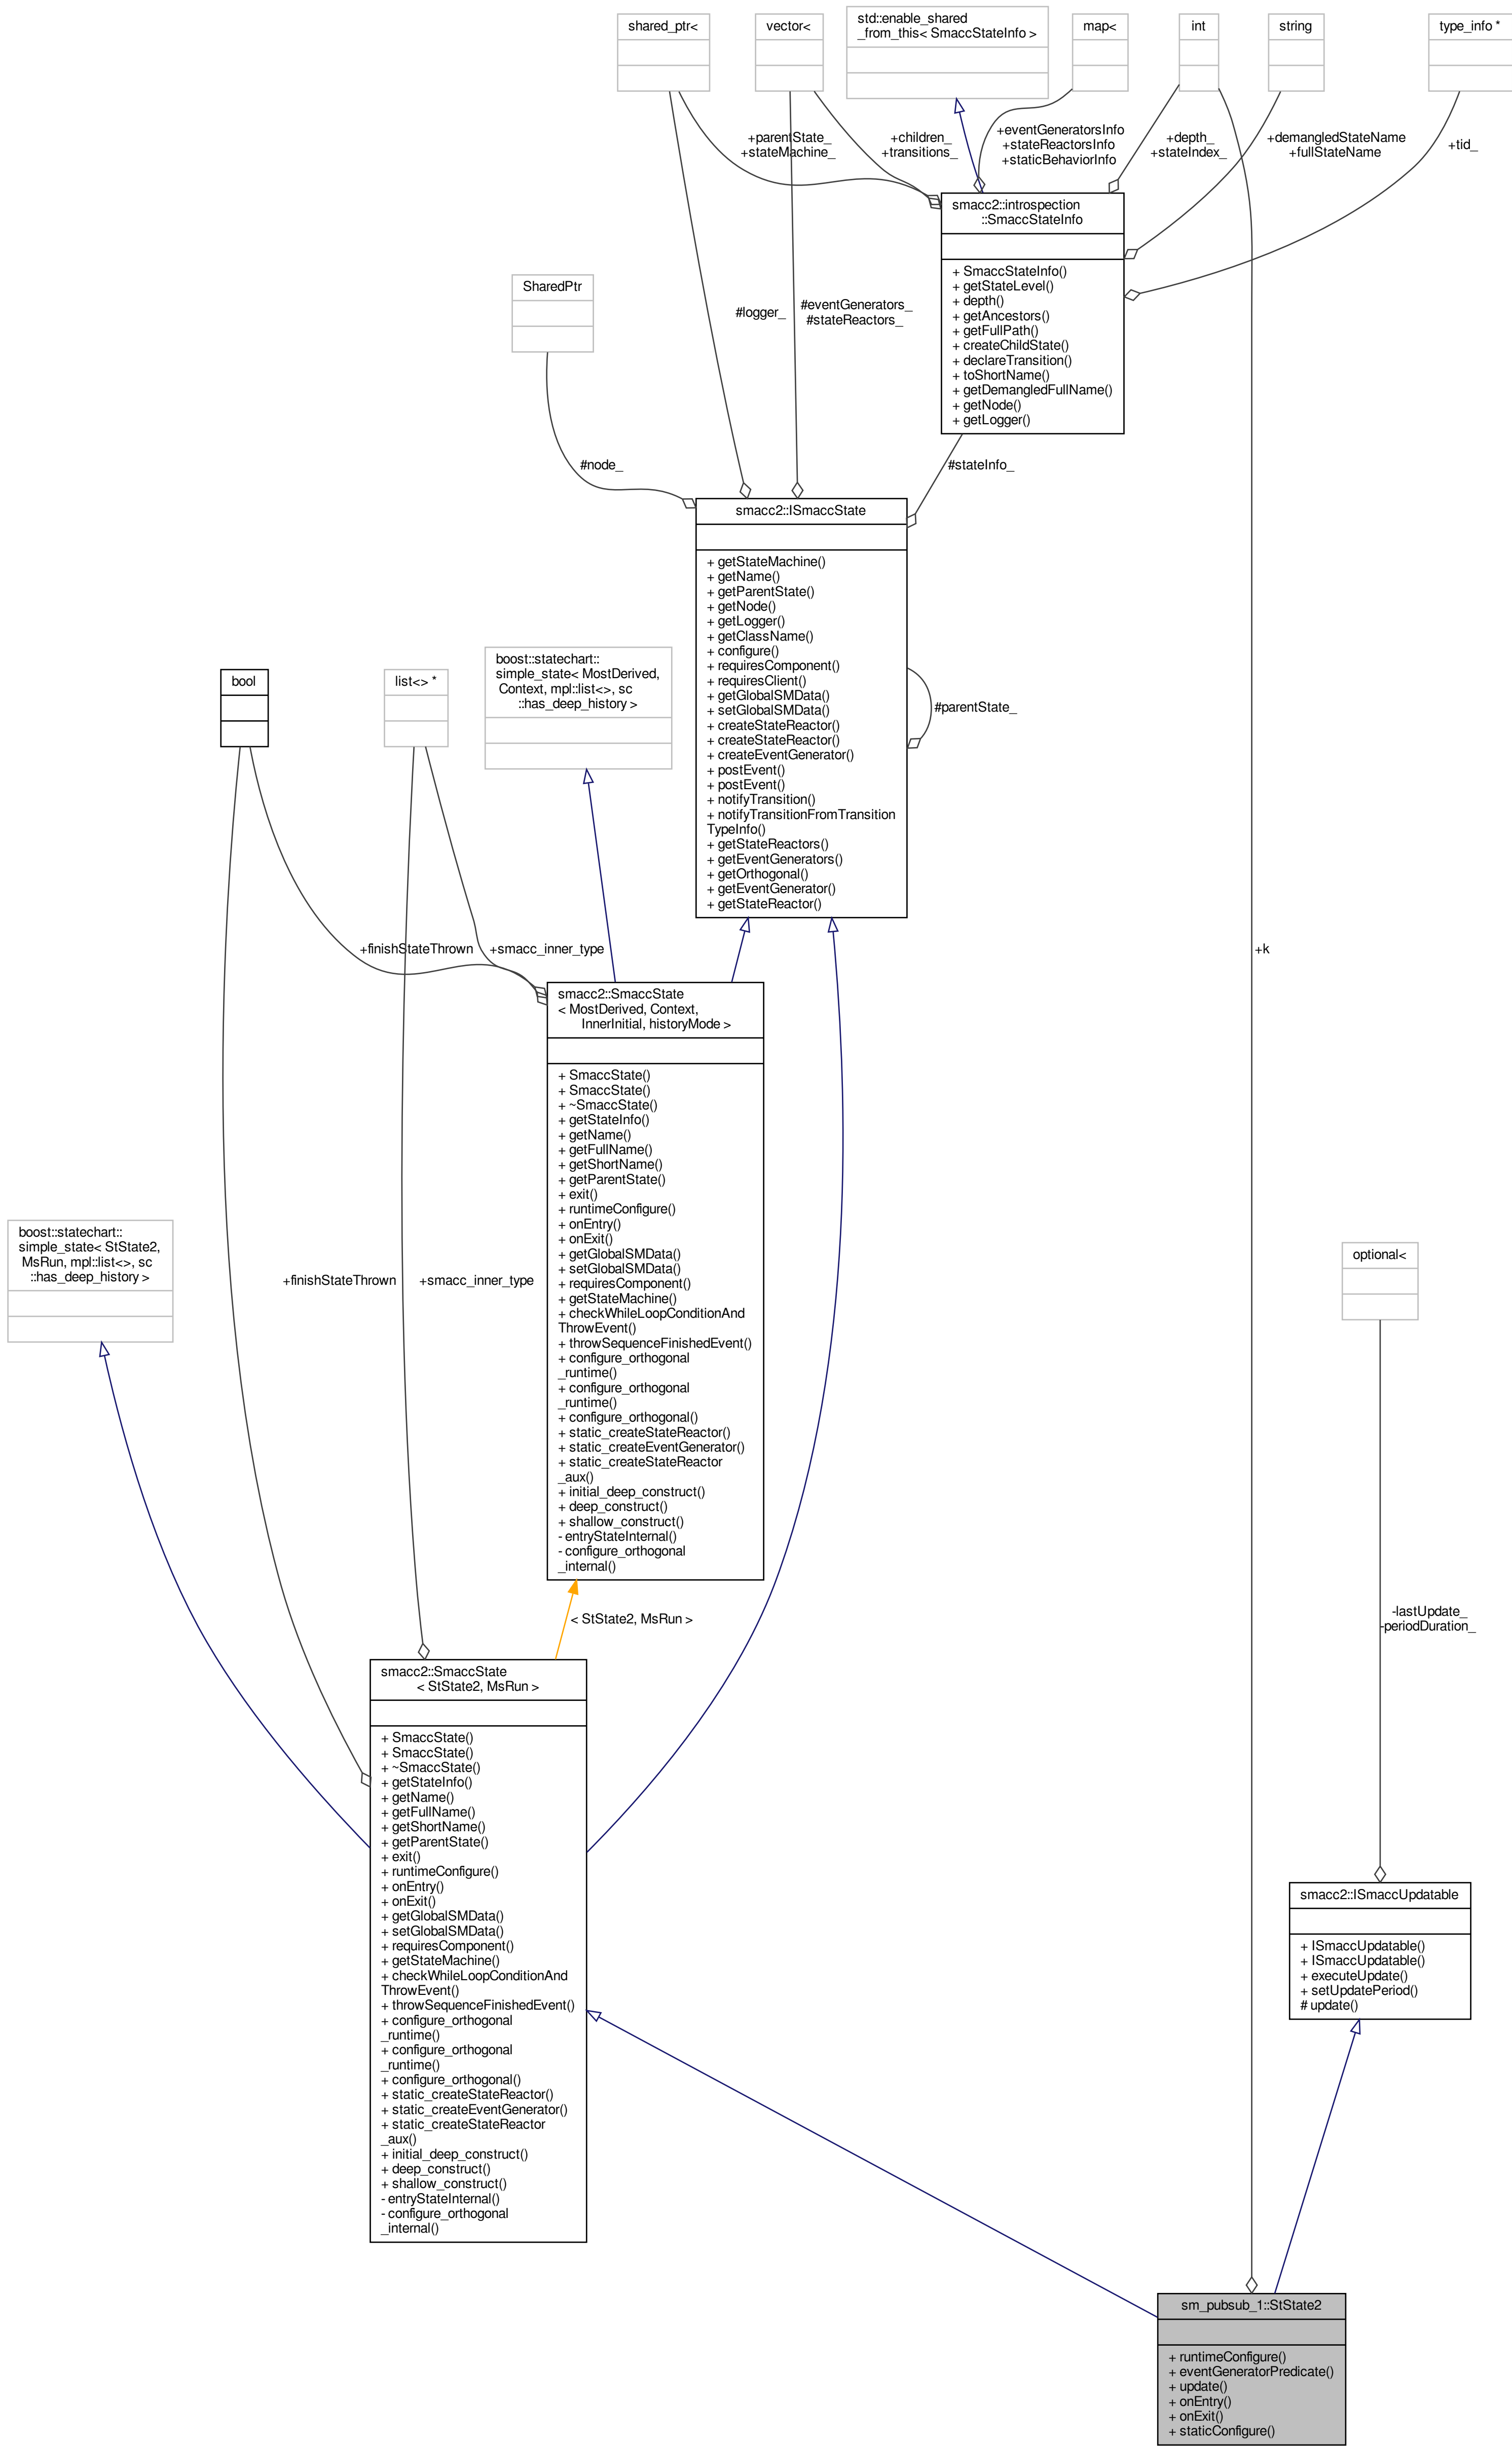 shared_ptr<
vector<
std::enable_shared
_from_this< SmaccStateInfo >
map<
int
string
type_info *
+parentState_
+stateMachine_
+children_
+transitions_
+eventGeneratorsInfo
+stateReactorsInfo
+staticBehaviorInfo
+depth_
+stateIndex_
+demangledStateName
+fullStateName
+tid_
smacc2::introspection
::SmaccStateInfo
+ SmaccStateInfo()
+ getStateLevel()
+ depth()
+ getAncestors()
+ getFullPath()
+ createChildState()
+ declareTransition()
+ toShortName()
+ getDemangledFullName()
+ getNode()
+ getLogger()
SharedPtr
#logger_
#eventGenerators_
#stateReactors_
#node_
#stateInfo_
smacc2::ISmaccState
+ getStateMachine()
+ getName()
+ getParentState()
+ getNode()
+ getLogger()
+ getClassName()
+ configure()
+ requiresComponent()
+ requiresClient()
+ getGlobalSMData()
+ setGlobalSMData()
+ createStateReactor()
+ createStateReactor()
+ createEventGenerator()
+ postEvent()
+ postEvent()
+ notifyTransition()
+ notifyTransitionFromTransition
TypeInfo()
+ getStateReactors()
+ getEventGenerators()
+ getOrthogonal()
+ getEventGenerator()
+ getStateReactor()
#parentState_
bool
list<> *
boost::statechart::
simple_state< MostDerived,
Context, mpl::list<>, sc
::has_deep_history >
+finishStateThrown
+smacc_inner_type
+k
smacc2::SmaccState
< MostDerived, Context,
InnerInitial, historyMode >
+ SmaccState()
+ SmaccState()
+ ~SmaccState()
+ getStateInfo()
+ getName()
+ getFullName()
+ getShortName()
+ getParentState()
+ exit()
+ runtimeConfigure()
+ onEntry()
+ onExit()
+ getGlobalSMData()
+ setGlobalSMData()
+ requiresComponent()
+ getStateMachine()
+ checkWhileLoopConditionAnd
ThrowEvent()
+ throwSequenceFinishedEvent()
+ configure_orthogonal
_runtime()
+ configure_orthogonal
_runtime()
+ configure_orthogonal()
+ static_createStateReactor()
+ static_createEventGenerator()
+ static_createStateReactor
_aux()
+ initial_deep_construct()
+ deep_construct()
+ shallow_construct()
- entryStateInternal()
- configure_orthogonal
_internal()
boost::statechart::
simple_state< StState2,
MsRun, mpl::list<>, sc
::has_deep_history >
+finishStateThrown
+smacc_inner_type
optional<
< StState2, MsRun >
-lastUpdate_
-periodDuration_
smacc2::SmaccState
< StState2, MsRun >
+ SmaccState()
+ SmaccState()
+ ~SmaccState()
+ getStateInfo()
+ getName()
+ getFullName()
+ getShortName()
+ getParentState()
+ exit()
+ runtimeConfigure()
+ onEntry()
+ onExit()
+ getGlobalSMData()
+ setGlobalSMData()
+ requiresComponent()
+ getStateMachine()
+ checkWhileLoopConditionAnd
ThrowEvent()
+ throwSequenceFinishedEvent()
+ configure_orthogonal
_runtime()
+ configure_orthogonal
_runtime()
+ configure_orthogonal()
+ static_createStateReactor()
+ static_createEventGenerator()
+ static_createStateReactor
_aux()
+ initial_deep_construct()
+ deep_construct()
+ shallow_construct()
- entryStateInternal()
- configure_orthogonal
_internal()
smacc2::ISmaccUpdatable
+ ISmaccUpdatable()
+ ISmaccUpdatable()
+ executeUpdate()
+ setUpdatePeriod()
# update()
sm_pubsub_1::StState2
+ runtimeConfigure()
+ eventGeneratorPredicate()
+ update()
+ onEntry()
+ onExit()
+ staticConfigure()